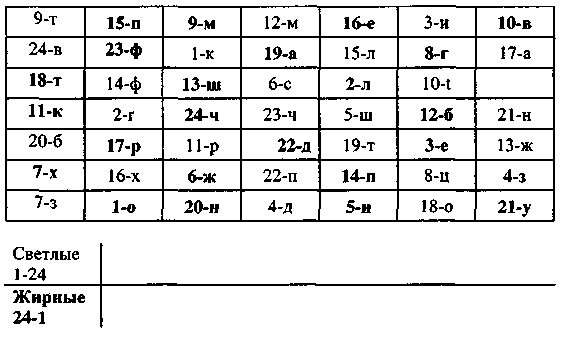 9-т 15-п 9-м 12-м 16-е 3-и 10-в
24-в 23-ф 1-к 19-а 15-л 8-г 17-а
18-т 14-ф 13-ш 6-с 2-л 10-t
11-к 2-г 24-ч 23-ч 5-ш 12-б 21-н
20-б 17-р 11-р 22-д 19-т 3-е 13-ж
7-х 16-х 6-ж 22-п 14-п 8-ц 4-з
7-з 1-о 20-н 4-д 5-и 18-о 21-у
Светлые
1-24
Жирные
24-1